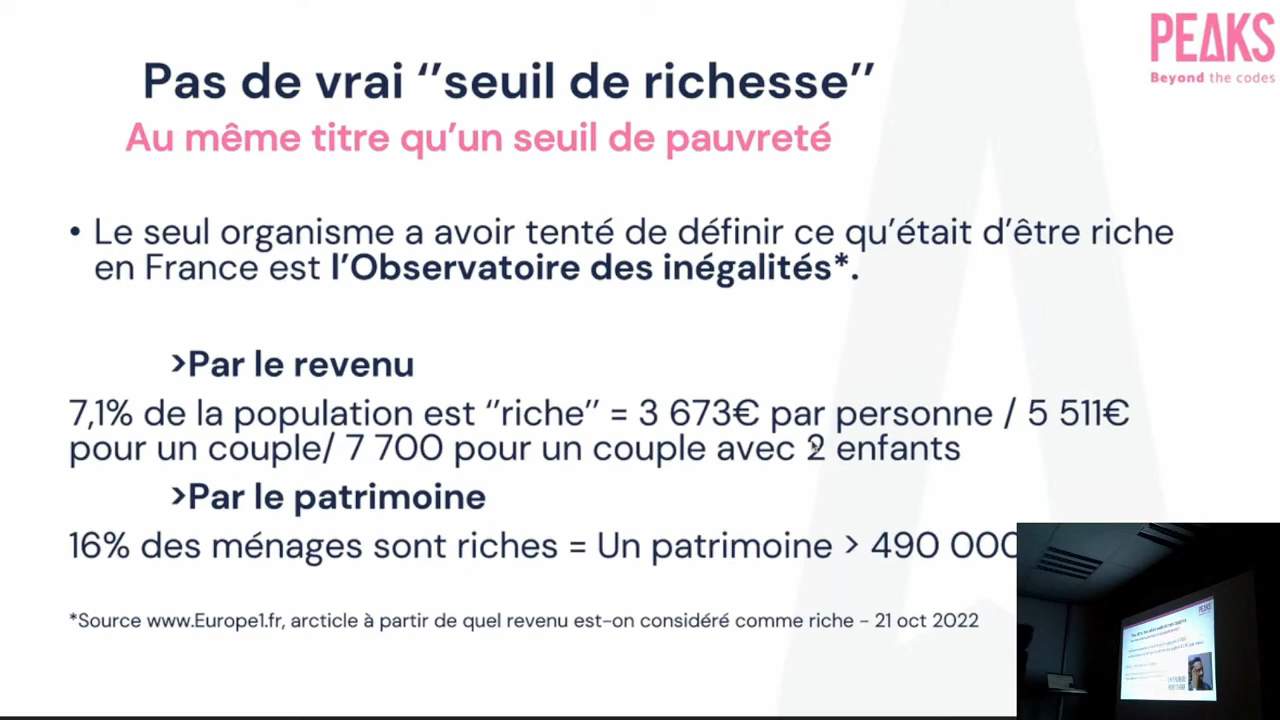 PEAKS
Beyond the codes
Pas de vrai ‘’seuil de richesse’’
Au même titre qu’un seuil de pauvreté
• Le seul organisme a avoir tenté de définir ce qu’était d’être riche
en France est l’Observatoire des inégalités*.
>Par le revenu
7,1% de la population est ‘’riche’’ = 3 673€ par personne / 5 511€
pour un couple/ 7 700 pour un couple avec 2 enfants
>Par le patrimoine
16% des ménages sont riches = Un patrimoine > 490 000
*Source www.Europe1.fr, arcticle à partir de quel revenu est-on considéré comme riche - 21 oct 2022
PEAKS